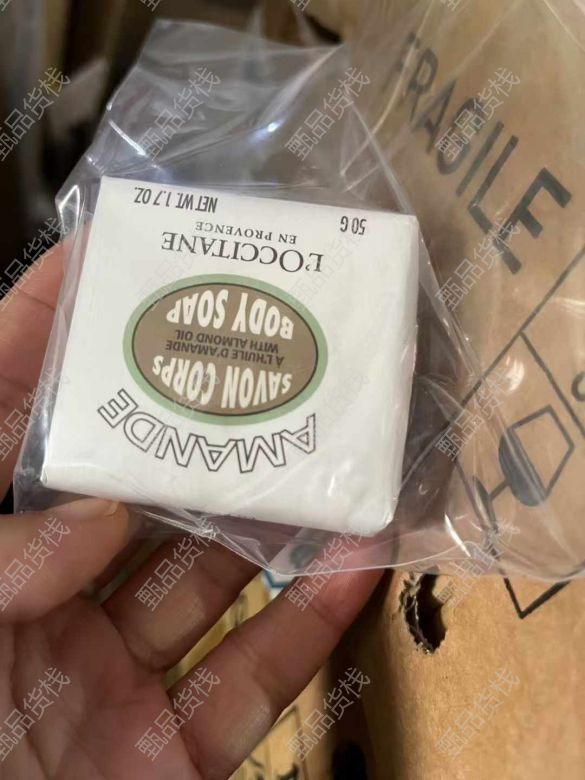 AMANDE
SAVON CORPS
A L'HUILE D'AMANDE
WITH ALMOND OIL
BODY SOAP
L'OCCITANE
EN PROVENCE
50 G
NET WT. 1.7 OZ.
FRAGILE
甄品货栈